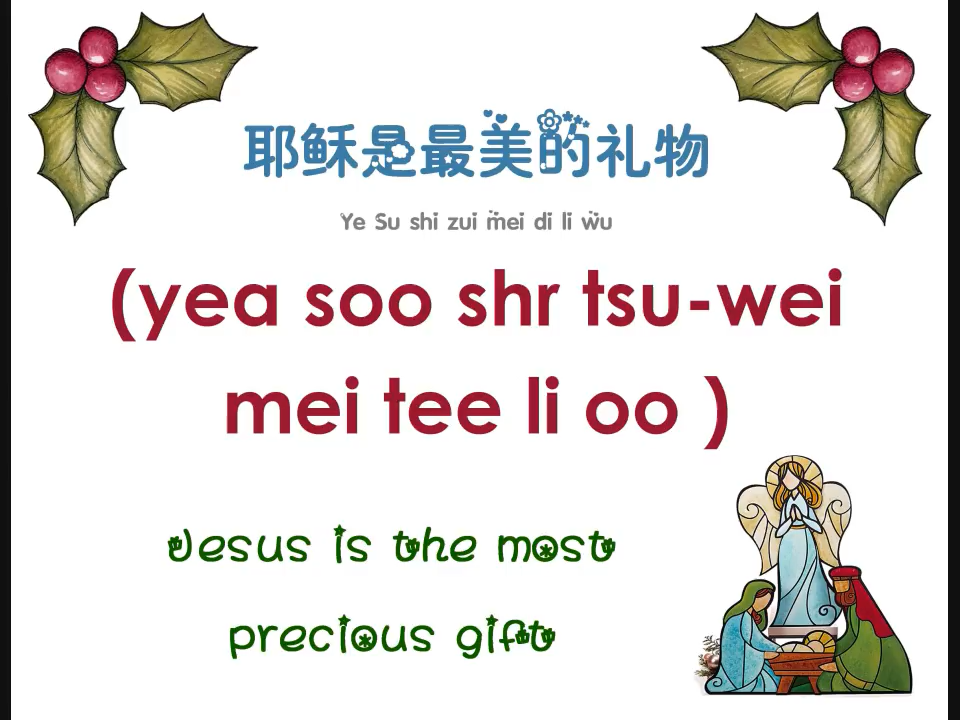 耶稣是最美的礼物
Ye Su shi zui mei di li wu
(yea soo shr tsu-wei
mei tee li oo )
Jesus is the most
precious gift